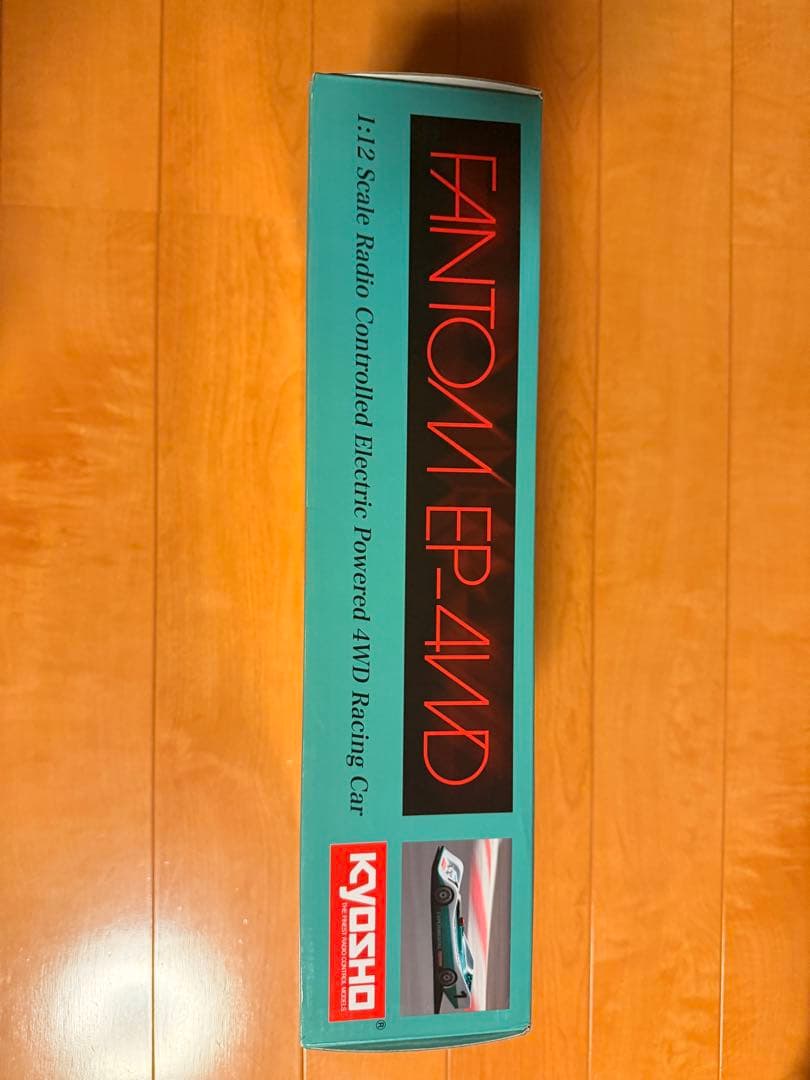 FANTOM EP-4WD
1:12 Scale Radio Controlled Electric Powered 4WD Racing Car
KYOSHO®
THE FINEST RADIO CONTROL MODELS
1